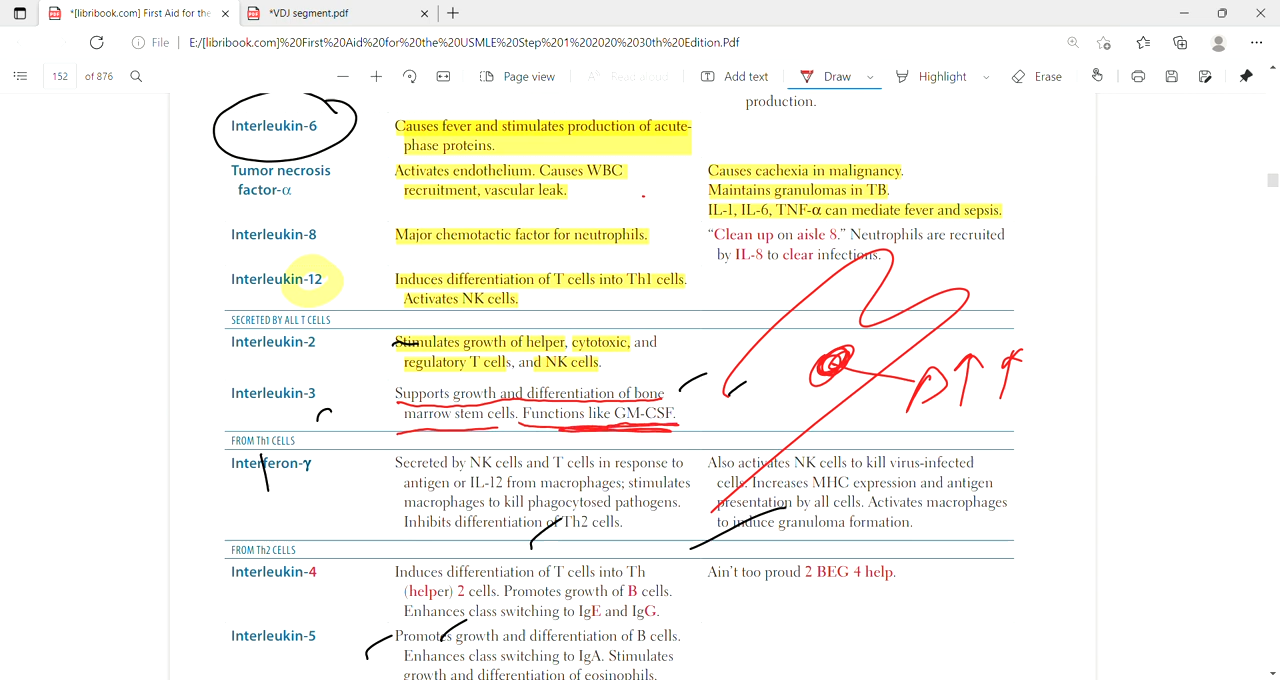 *[libribook.com] First Aid for the
*VDJ segment.pdf
File
E:/[libribook.com]%20First%20Aid%20for%20the%20USMLE%20Step%201%202020%2030th%20Edition.Pdf
152 of 876
Page view
Read aloud
Add text
Draw
Highlight
Erase
production.
Interleukin-6
Causes fever and stimulates production of acute-
phase proteins.
Tumor necrosis
factor-α
Activates endothelium. Causes WBC
recruitment, vascular leak.
Causes cachexia in malignancy.
Maintains granulomas in TB.
IL-1, IL-6, TNF-α can mediate fever and sepsis.
Interleukin-8
Major chemotactic factor for neutrophils.
“Clean up on aisle 8.” Neutrophils are recruited
by IL-8 to clear infections.
Interleukin-12
Induces differentiation of T cells into Th1 cells.
Activates NK cells.
SECRETED BY ALL T CELLS
Interleukin-2
Stimulates growth of helper, cytotoxic, and
regulatory T cells, and NK cells.
Interleukin-3
Supports growth and differentiation of bone
marrow stem cells. Functions like GM-CSF.
FROM Th1 CELLS
Interferon-γ
Secreted by NK cells and T cells in response to
antigen or IL-12 from macrophages; stimulates
macrophages to kill phagocytosed pathogens.
Inhibits differentiation of Th2 cells.
Also activates NK cells to kill virus-infected
cells. Increases MHC expression and antigen
presentation by all cells. Activates macrophages
to induce granuloma formation.
FROM Th2 CELLS
Interleukin-4
Induces differentiation of T cells into Th
(helper) 2 cells. Promotes growth of B cells.
Enhances class switching to IgE and IgG.
Ain’t too proud 2 BEG 4 help.
Interleukin-5
Promotes growth and differentiation of B cells.
Enhances class switching to IgA. Stimulates
growth and differentiation of eosinophils.